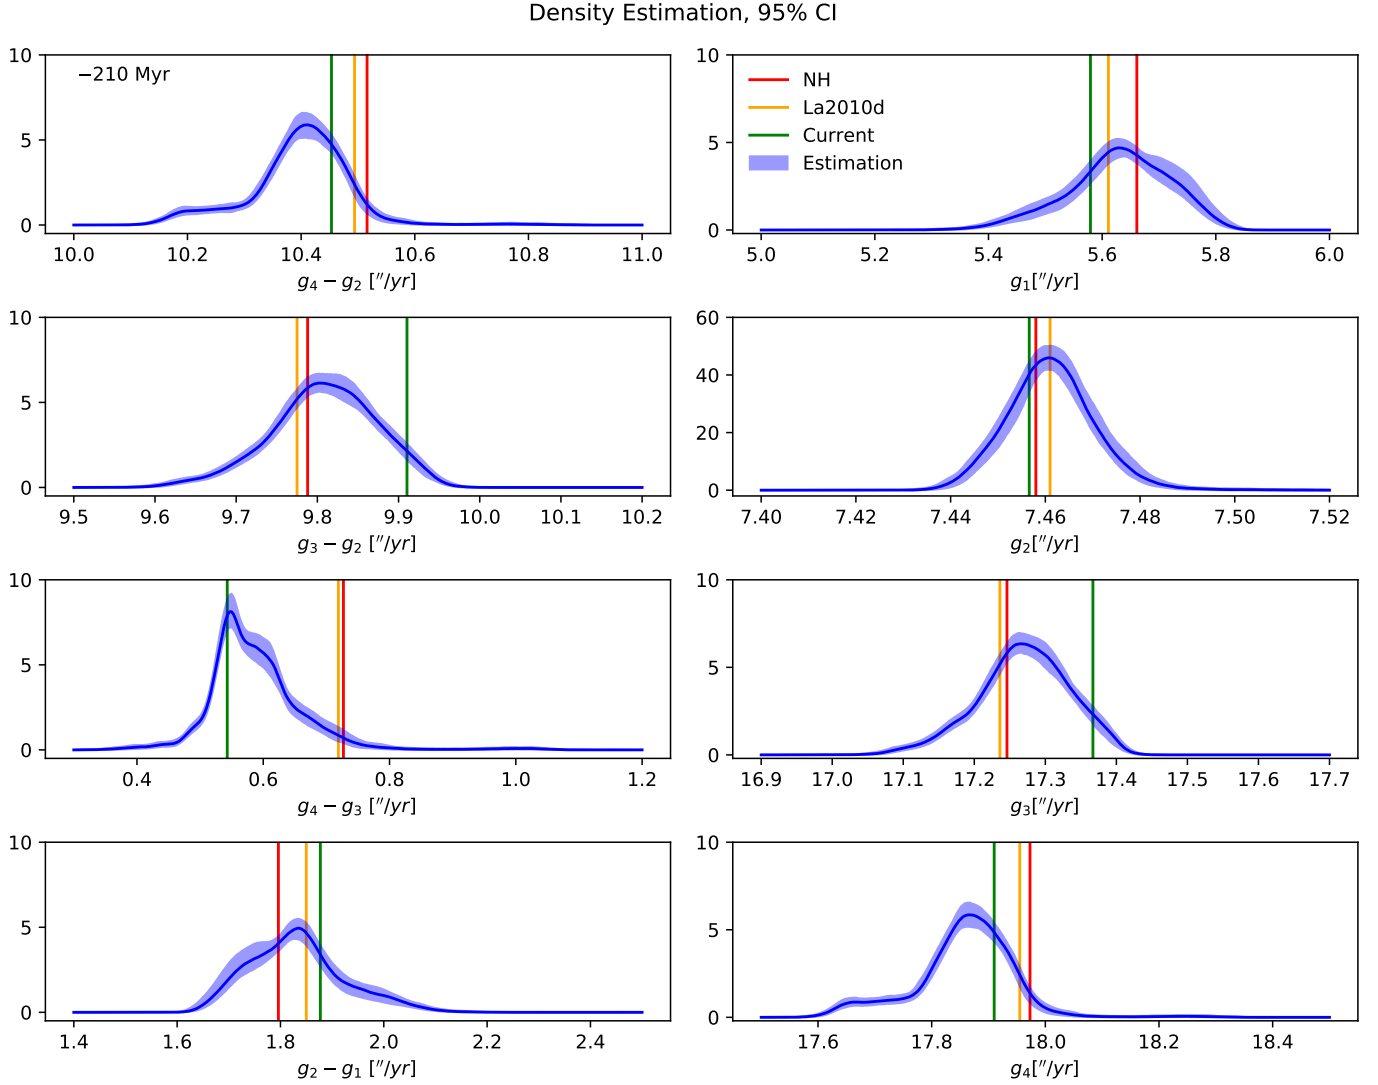 Density Estimation, 95% CI
−210 Myr
10
5
0
10.0 10.2 10.4 10.6 10.8 11.0
g₄ − g₂ [″/yr]
NH
La2010d
Current
Estimation
10
5
0
5.0 5.2 5.4 5.6 5.8 6.0
g₁[″/yr]
10
5
0
9.5 9.6 9.7 9.8 9.9 10.0 10.1 10.2
g₃ − g₂ [″/yr]
60
40
20
0
7.40 7.42 7.44 7.46 7.48 7.50 7.52
g₂[″/yr]
10
5
0
0.4 0.6 0.8 1.0 1.2
g₄ − g₃ [″/yr]
10
5
0
16.9 17.0 17.1 17.2 17.3 17.4 17.5 17.6 17.7
g₃[″/yr]
10
5
0
1.4 1.6 1.8 2.0 2.2 2.4
g₂ − g₁ [″/yr]
10
5
0
17.6 17.8 18.0 18.2 18.4
g₄[″/yr]